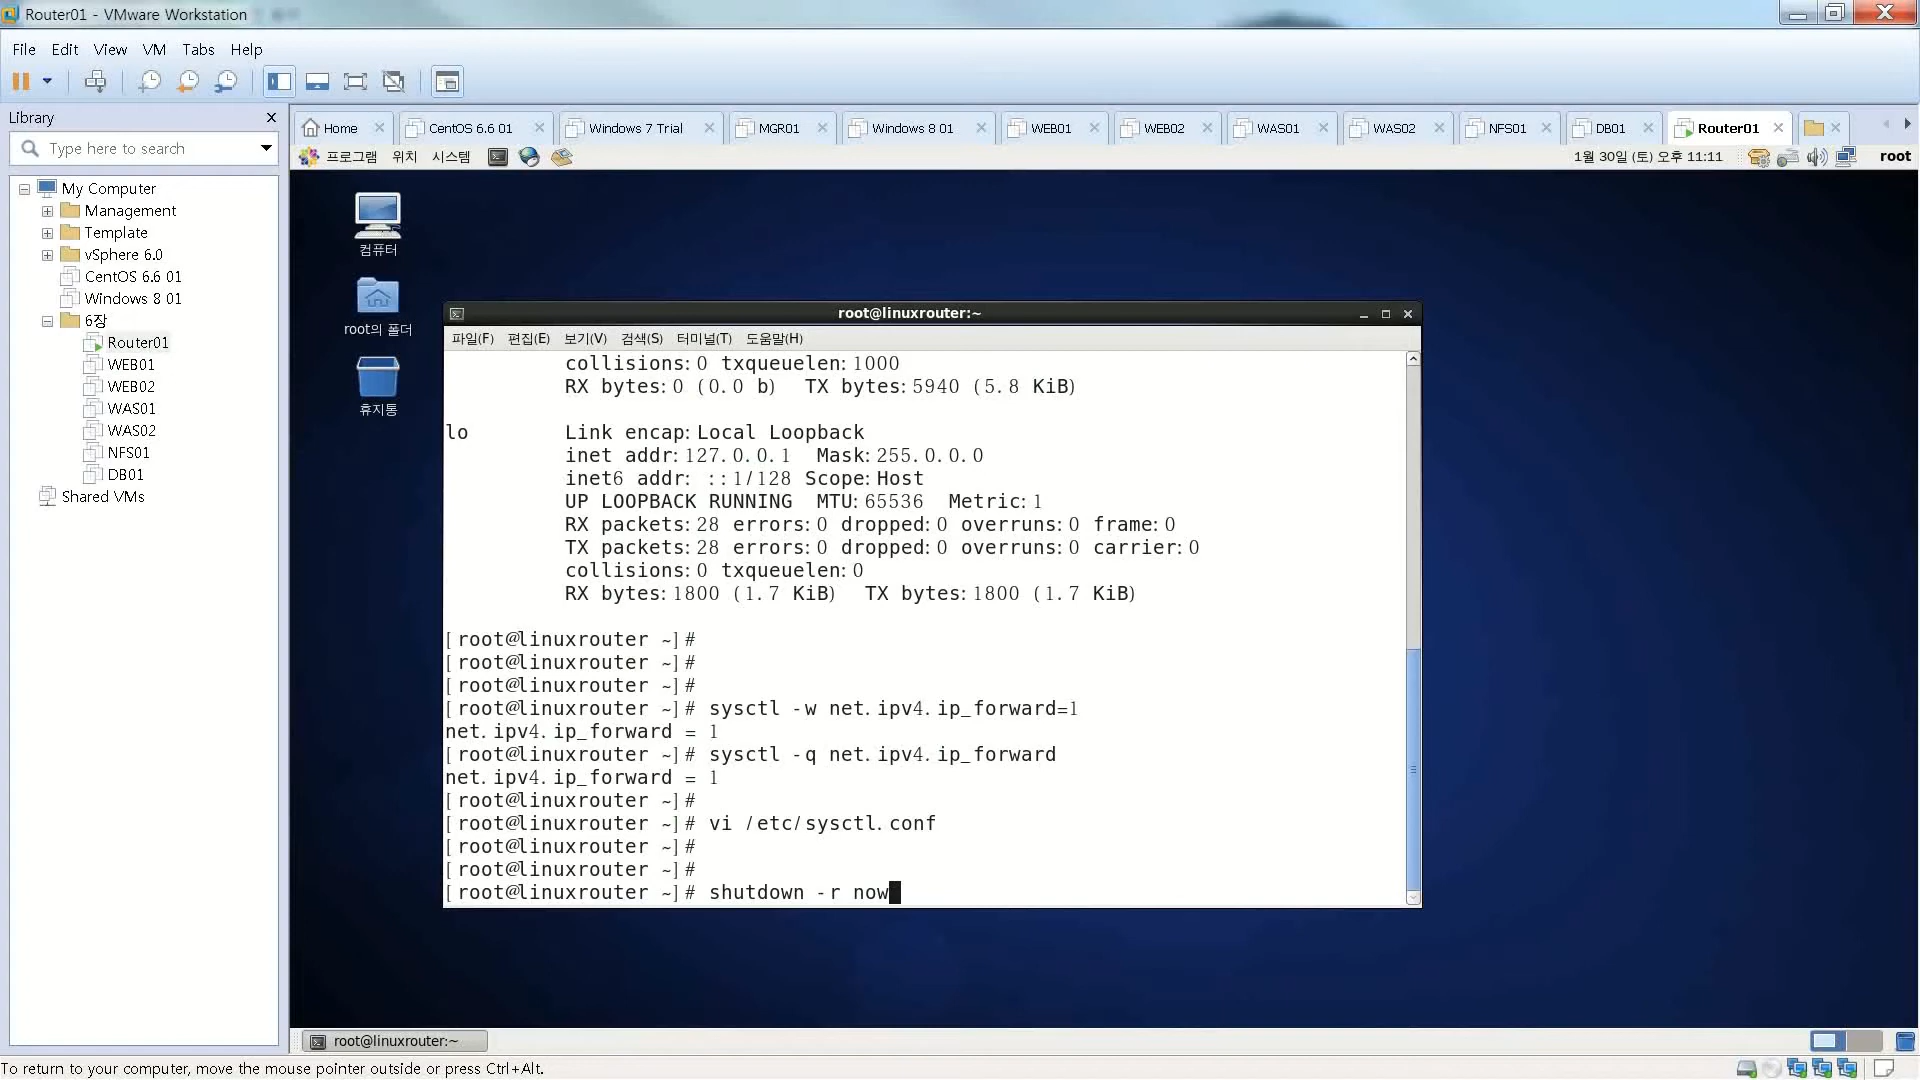 Router01 - VMware Workstation
File Edit View VM Tabs Help
Library
Type here to search
My Computer
Management
Template
vSphere 6.0
CentOS 6.6 01
Windows 8 01
6장
Router01
WEB01
WEB02
WAS01
WAS02
NFS01
DB01
Shared VMs
Home CentOS 6.6 01 Windows 7 Trial MGR01 Windows 8 01 WEB01 WEB02 WAS01 WAS02 NFS01 DB01 Router01
프로그램 위치 시스템 1월 30일 (토) 오후 11:11 root
컴퓨터
root의 폴더
휴지통
root@linuxrouter:~
파일(F) 편집(E) 보기(V) 검색(S) 터미널(T) 도움말(H)
collisions:0 txqueuelen:1000
RX bytes:0 (0.0 b)  TX bytes:5940 (5.8 KiB)
lo        Link encap:Local Loopback
inet addr:127.0.0.1  Mask:255.0.0.0
inet6 addr: ::1/128 Scope:Host
UP LOOPBACK RUNNING  MTU:65536  Metric:1
RX packets:28 errors:0 dropped:0 overruns:0 frame:0
TX packets:28 errors:0 dropped:0 overruns:0 carrier:0
collisions:0 txqueuelen:0
RX bytes:1800 (1.7 KiB)  TX bytes:1800 (1.7 KiB)
[root@linuxrouter ~]#
[root@linuxrouter ~]#
[root@linuxrouter ~]#
[root@linuxrouter ~]# sysctl -w net.ipv4.ip_forward=1
net.ipv4.ip_forward = 1
[root@linuxrouter ~]# sysctl -q net.ipv4.ip_forward
net.ipv4.ip_forward = 1
[root@linuxrouter ~]#
[root@linuxrouter ~]# vi /etc/sysctl.conf
[root@linuxrouter ~]#
[root@linuxrouter ~]#
[root@linuxrouter ~]# shutdown -r now
root@linuxrouter:~
To return to your computer, move the mouse pointer outside or press Ctrl+Alt.